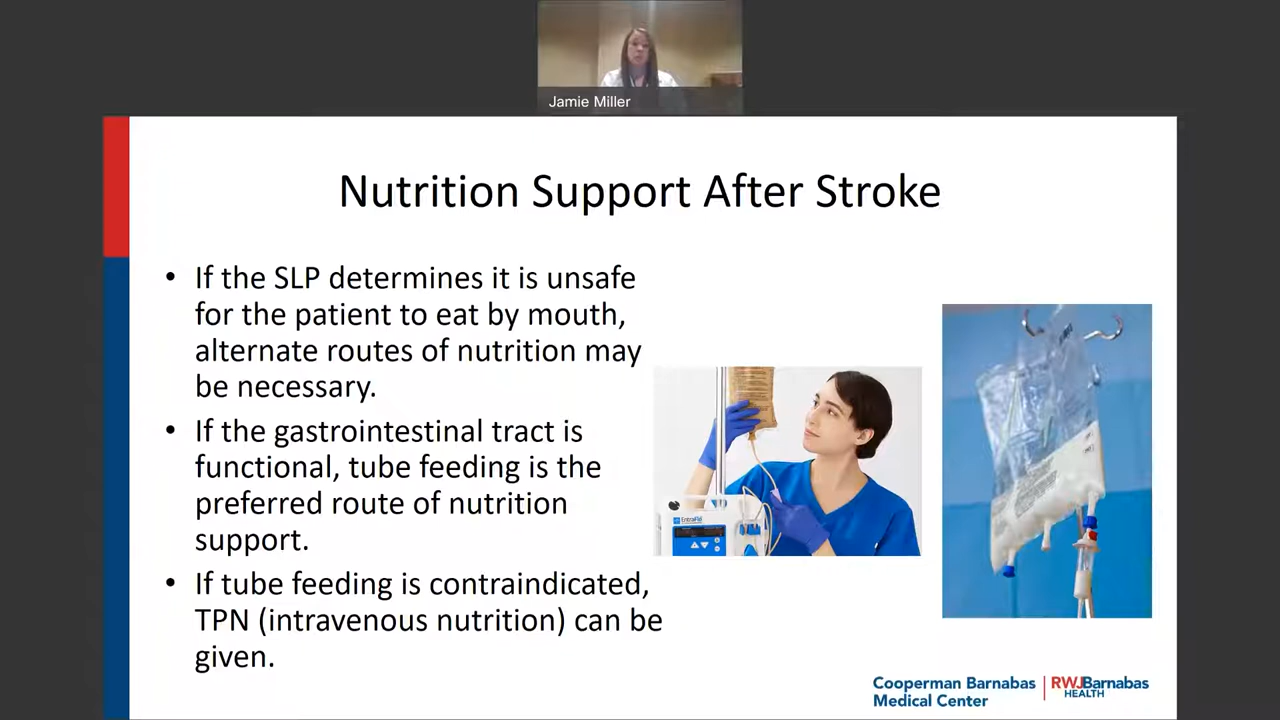 Jamie Miller
Nutrition Support After Stroke
• If the SLP determines it is unsafe
for the patient to eat by mouth,
alternate routes of nutrition may
be necessary.
• If the gastrointestinal tract is
functional, tube feeding is the
preferred route of nutrition
support.
• If tube feeding is contraindicated,
TPN (intravenous nutrition) can be
given.
Cooperman Barnabas
Medical Center
RWJBarnabas
HEALTH